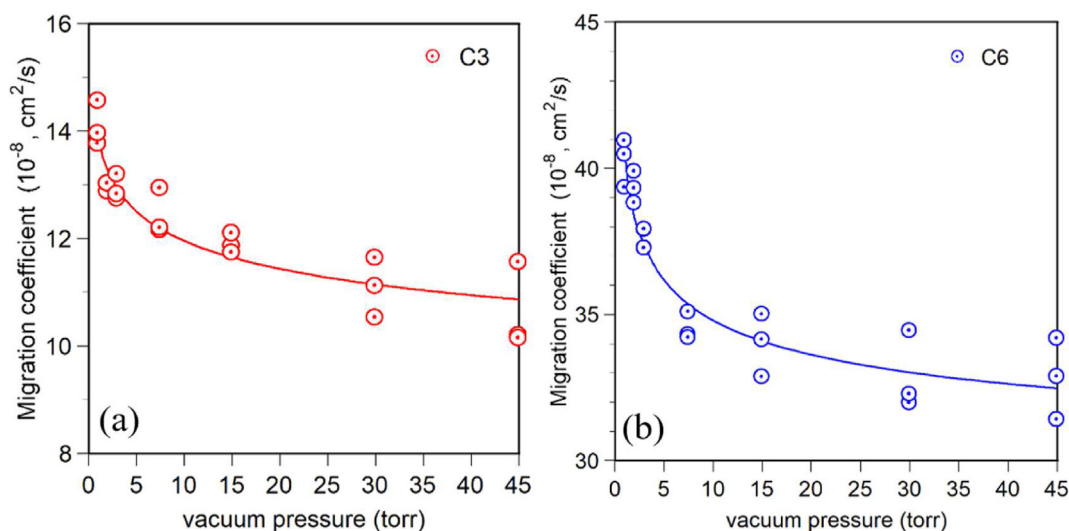 16
14
12
10
8
Migration coefficient (10⁻⁸ , cm²/s)
C3
(a)
0 5 10 15 20 25 30 35 40 45
vacuum pressure (torr)
45
40
35
30
Migration coefficient (10⁻⁸ , cm²/s)
C6
(b)
0 5 10 15 20 25 30 35 40 45
vacuum pressure (torr)